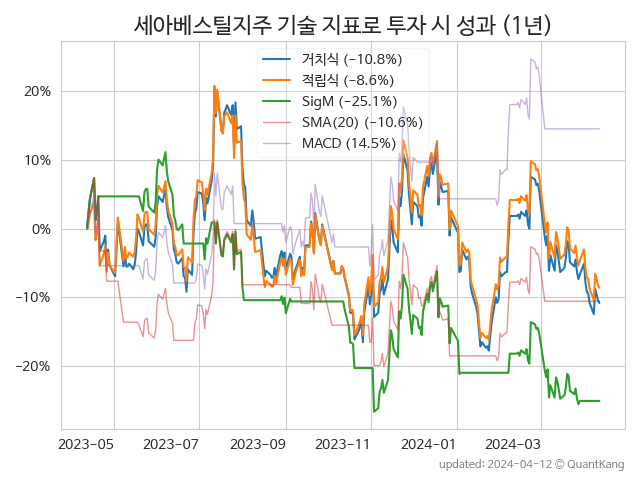 세아베스틸지주 기술 지표로 투자 시 성과 (1년)
거치식 (−10.8%)
적립식 (−8.6%)
SigM (−25.1%)
SMA(20) (−10.6%)
MACD (14.5%)
20%
10%
0%
−10%
−20%
2023-05 2023-07 2023-09 2023-11 2024-01 2024-03
updated: 2024-04-12 © QuantKang